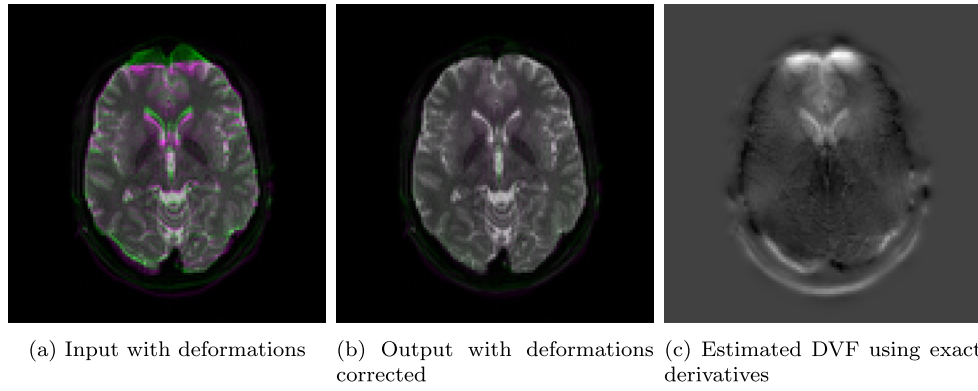 (a) Input with deformations
(b) Output with deformations
corrected
(c) Estimated DVF using exact
derivatives